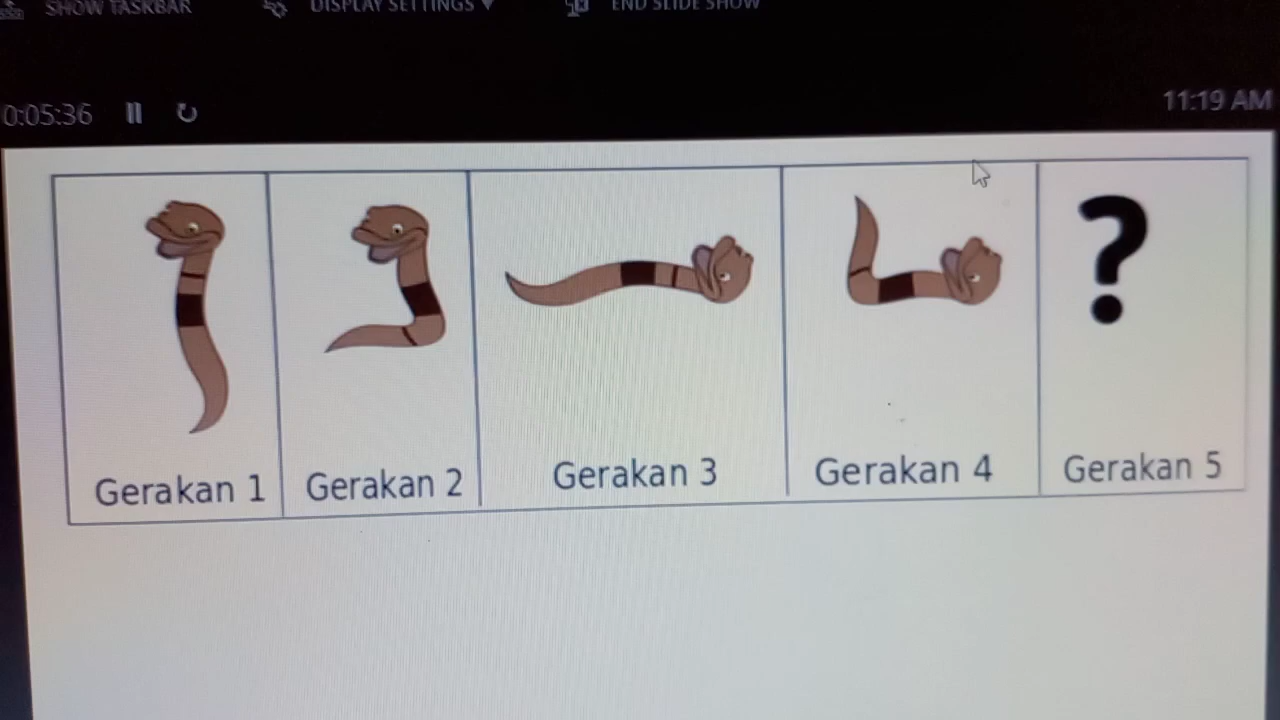 SHOW TASKBAR DISPLAY SETTINGS ▼ END SLIDE SHOW
0:05:36 11:19 AM
?
Gerakan 1 Gerakan 2 Gerakan 3 Gerakan 4 Gerakan 5